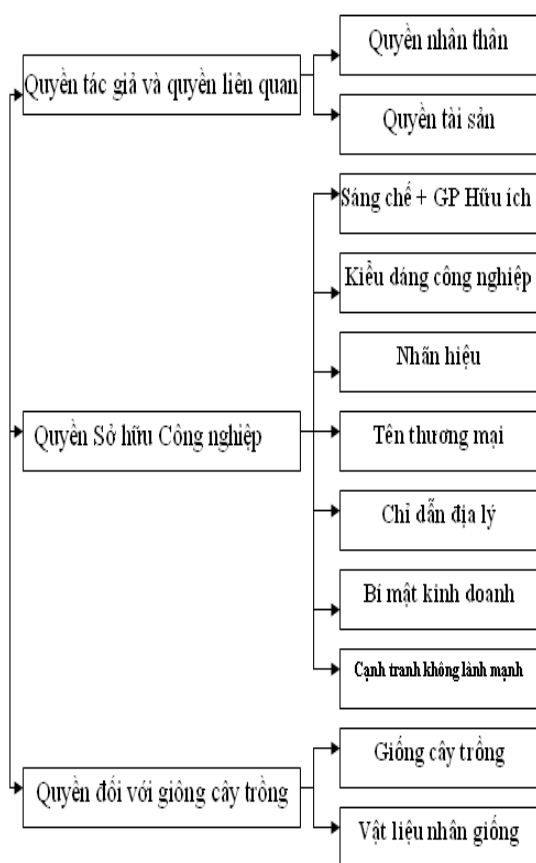 Quyền tác giả và quyền liên quan
Quyền nhân thân
Quyền tài sản
Quyền Sở hữu Công nghiệp
Sáng chế + GP Hữu ích
Kiểu dáng công nghiệp
Nhãn hiệu
Tên thương mại
Chỉ dẫn địa lý
Bí mật kinh doanh
Cạnh tranh không lành mạnh
Quyền đối với giông cây trồng
Giống cây trồng
Vật liệu nhân giống